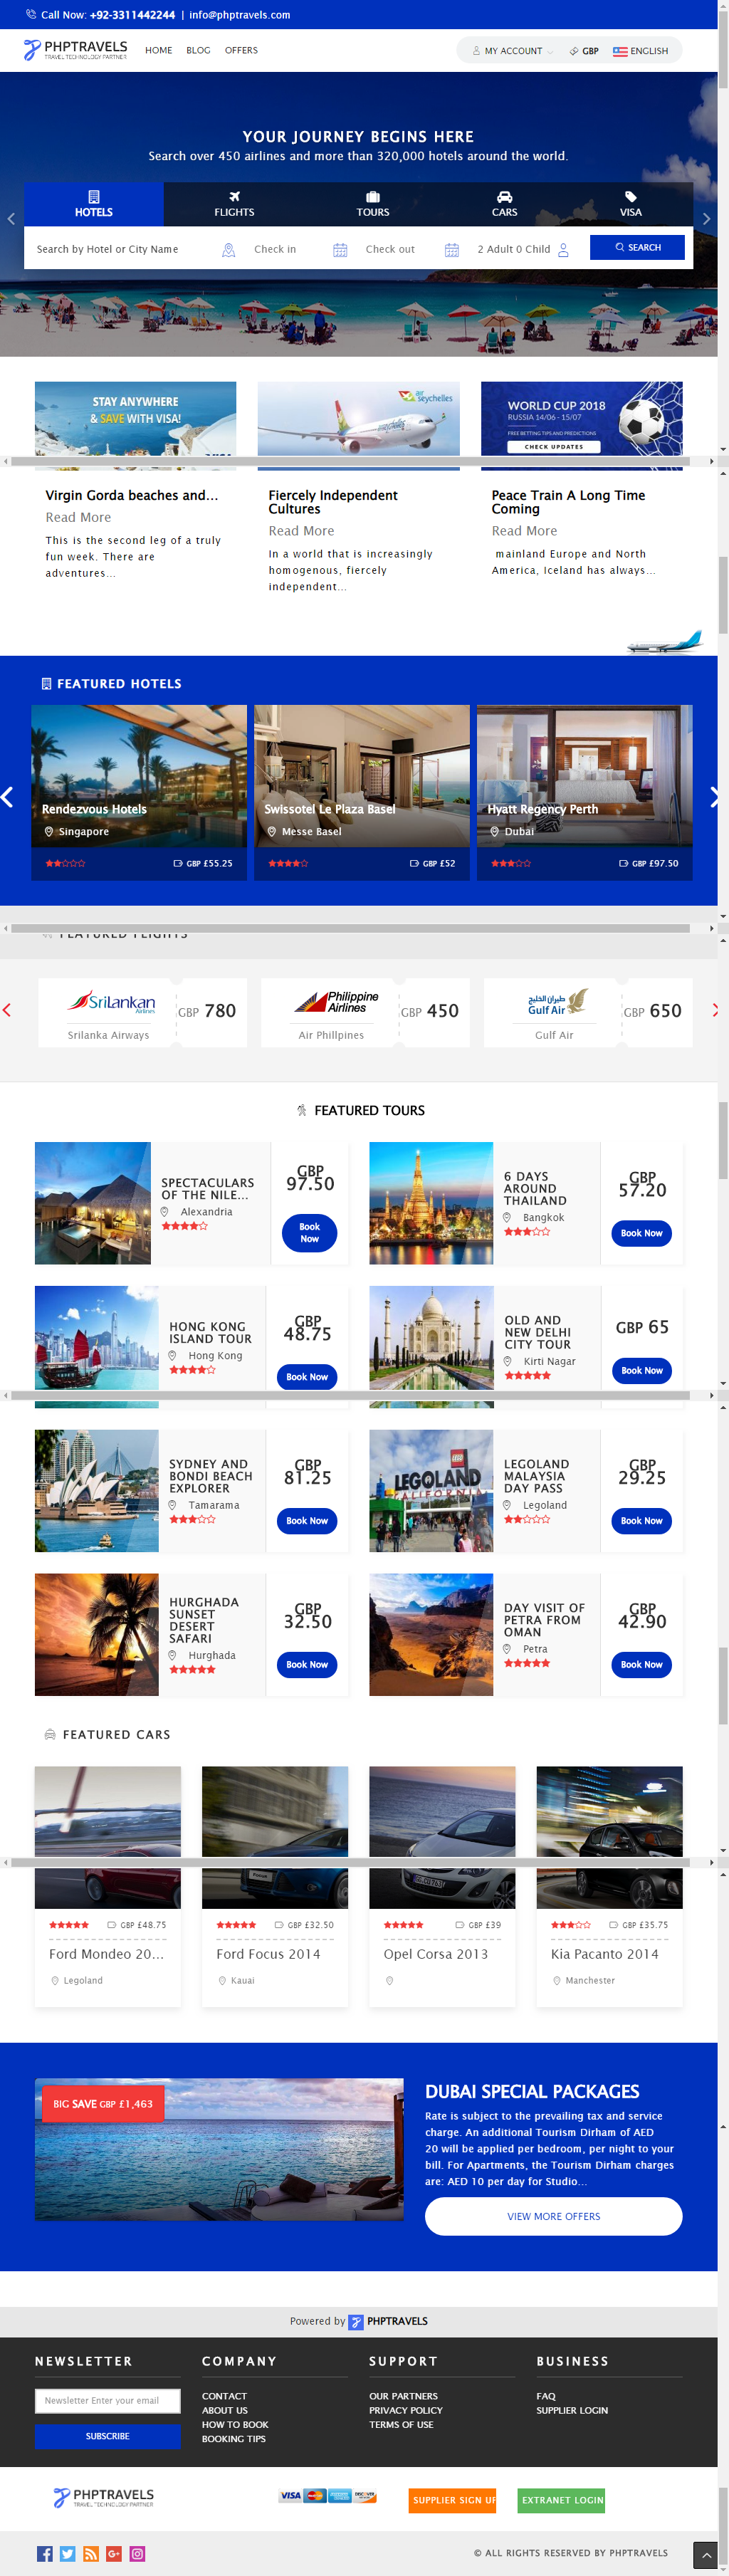 Call Now: +92-3311442244 | info@phptravels.com
PHPTRAVELS
TRAVEL TECHNOLOGY PARTNER
HOME BLOG OFFERS
MY ACCOUNT GBP ENGLISH
YOUR JOURNEY BEGINS HERE
Search over 450 airlines and more than 320,000 hotels around the world.
HOTELS FLIGHTS TOURS CARS VISA
Search by Hotel or City Name Check in Check out 2 Adult 0 Child SEARCH
STAY ANYWHERE
& SAVE WITH VISA!
air
seychelles
WORLD CUP 2018
RUSSIA 14/06 - 15/07
FREE BETTING TIPS AND PREDICTIONS
CHECK UPDATES
Virgin Gorda beaches and...
Read More
This is the second leg of a truly
fun week. There are
adventures...
Fiercely Independent
Cultures
Read More
In a world that is increasingly
homogenous, fiercely
independent...
Peace Train A Long Time
Coming
Read More
mainland Europe and North
America, Iceland has always...
FEATURED HOTELS
Rendezvous Hotels
Singapore
GBP £55.25
Swissotel Le Plaza Basel
Messe Basel
GBP £52
Hyatt Regency Perth
Dubai
GBP £97.50
FEATURED FLIGHTS
SriLankan
Airlines
Srilanka Airways
GBP 780
Philippine
Airlines
Air Phillpines
GBP 450
طيران الخليج
Gulf Air
Gulf Air
GBP 650
FEATURED TOURS
SPECTACULARS
OF THE NILE...
Alexandria
GBP
97.50
Book
Now
6 DAYS
AROUND
THAILAND
Bangkok
GBP
57.20
Book Now
HONG KONG
ISLAND TOUR
Hong Kong
GBP
48.75
Book Now
OLD AND
NEW DELHI
CITY TOUR
Kirti Nagar
GBP 65
Book Now
SYDNEY AND
BONDI BEACH
EXPLORER
Tamarama
GBP
81.25
Book Now
LEGO
LEGOLAND
CALIFORNIA
LEGOLAND
MALAYSIA
DAY PASS
Legoland
GBP
29.25
Book Now
HURGHADA
SUNSET
DESERT
SAFARI
Hurghada
GBP
32.50
Book Now
DAY VISIT OF
PETRA FROM
OMAN
Petra
GBP
42.90
Book Now
FEATURED CARS
GBP £48.75
Ford Mondeo 20...
Legoland
GBP £32.50
Ford Focus 2014
Kauai
GBP £39
Opel Corsa 2013
GBP £35.75
Kia Pacanto 2014
Manchester
BIG SAVE GBP £1,463
DUBAI SPECIAL PACKAGES
Rate is subject to the prevailing tax and service
charge. An additional Tourism Dirham of AED
20 will be applied per bedroom, per night to your
bill. For Apartments, the Tourism Dirham charges
are: AED 10 per day for Studio...
VIEW MORE OFFERS
Powered by PHPTRAVELS
NEWSLETTER
Newsletter Enter your email
SUBSCRIBE
COMPANY
CONTACT
ABOUT US
HOW TO BOOK
BOOKING TIPS
SUPPORT
OUR PARTNERS
PRIVACY POLICY
TERMS OF USE
BUSINESS
FAQ
SUPPLIER LOGIN
PHPTRAVELS
TRAVEL TECHNOLOGY PARTNER
VISA MasterCard DISCOVER
SUPPLIER SIGN UP
EXTRANET LOGIN
© ALL RIGHTS RESERVED BY PHPTRAVELS